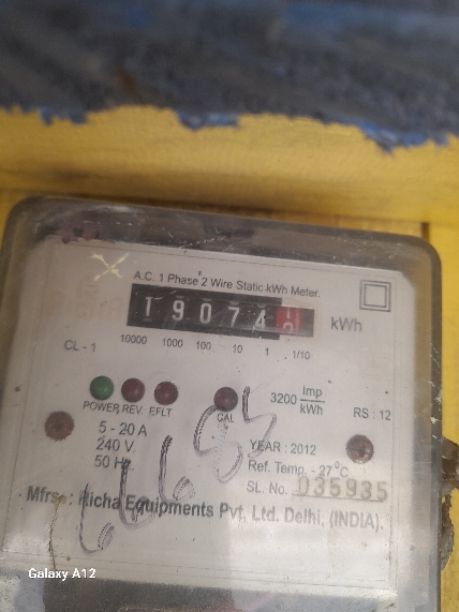 A.C. 1 Phase 2 Wire Static kWh Meter.
19074 kWh
CL - 1 10000 1000 100 10 1 1/10
3200 imp/kWh RS : 12
POWER REV. EFLT CAL
5 - 20 A
240 V. YEAR : 2012
50 Hz. Ref. Temp. - 27°C
SL. No. 035935
Mfrs. : Richa Equipments Pvt. Ltd. Delhi, (INDIA).
Galaxy A12